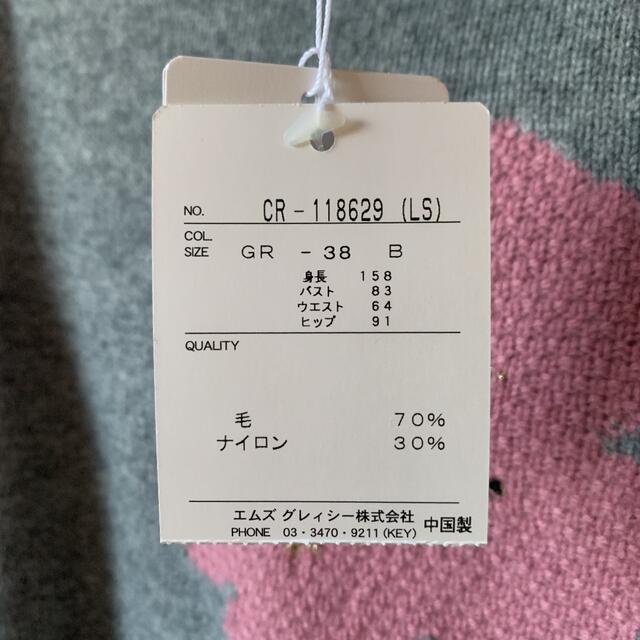 NO. CR-118629 (LS)
COL.
SIZE GR - 38 B
身長 158
バスト 83
ウエスト 64
ヒップ 91
QUALITY
毛 70%
ナイロン 30%
エムズ グレィシー株式会社 中国製
PHONE 03・3470・9211(KEY)